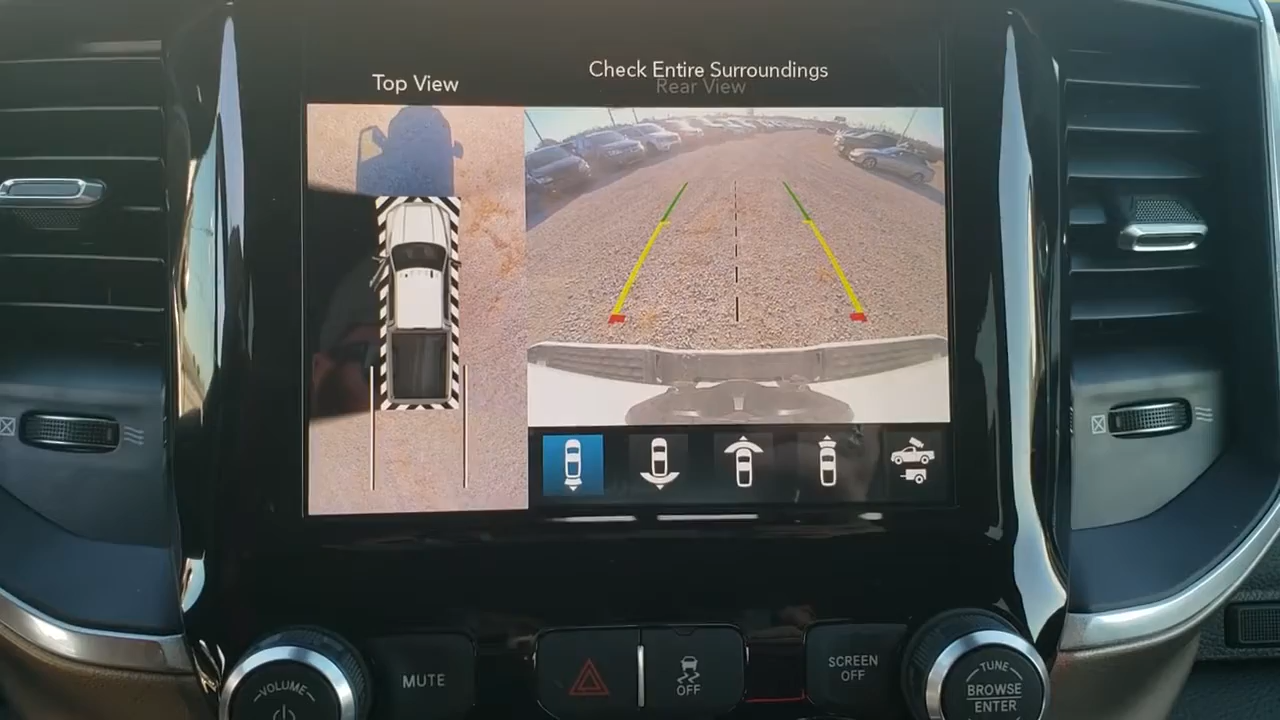 Top View
Check Entire Surroundings
Rear View
VOLUME
MUTE
OFF
SCREEN
OFF
TUNE
BROWSE
ENTER